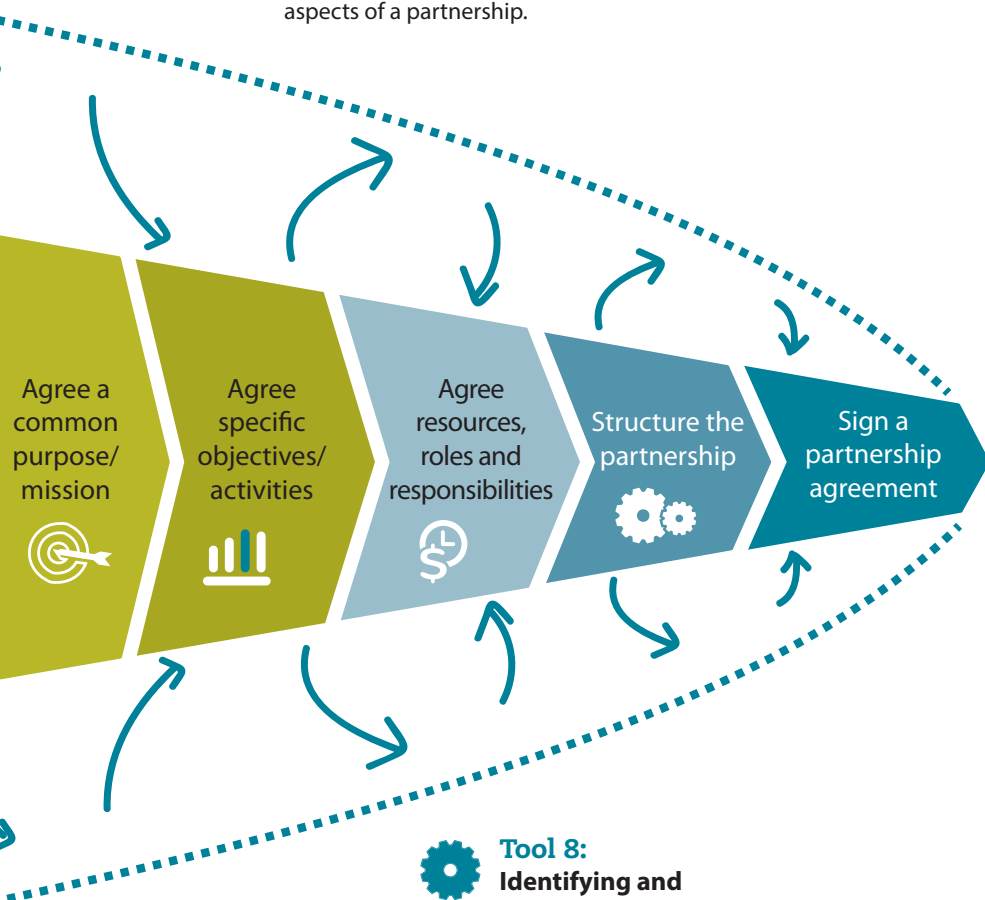 aspects of a partnership.
Agree a
common
purpose/
mission
Agree
specific
objectives/
activities
Agree
resources,
roles and
responsibilities
Structure the
partnership
Sign a
partnership
agreement
$
Tool 8:
Identifying and